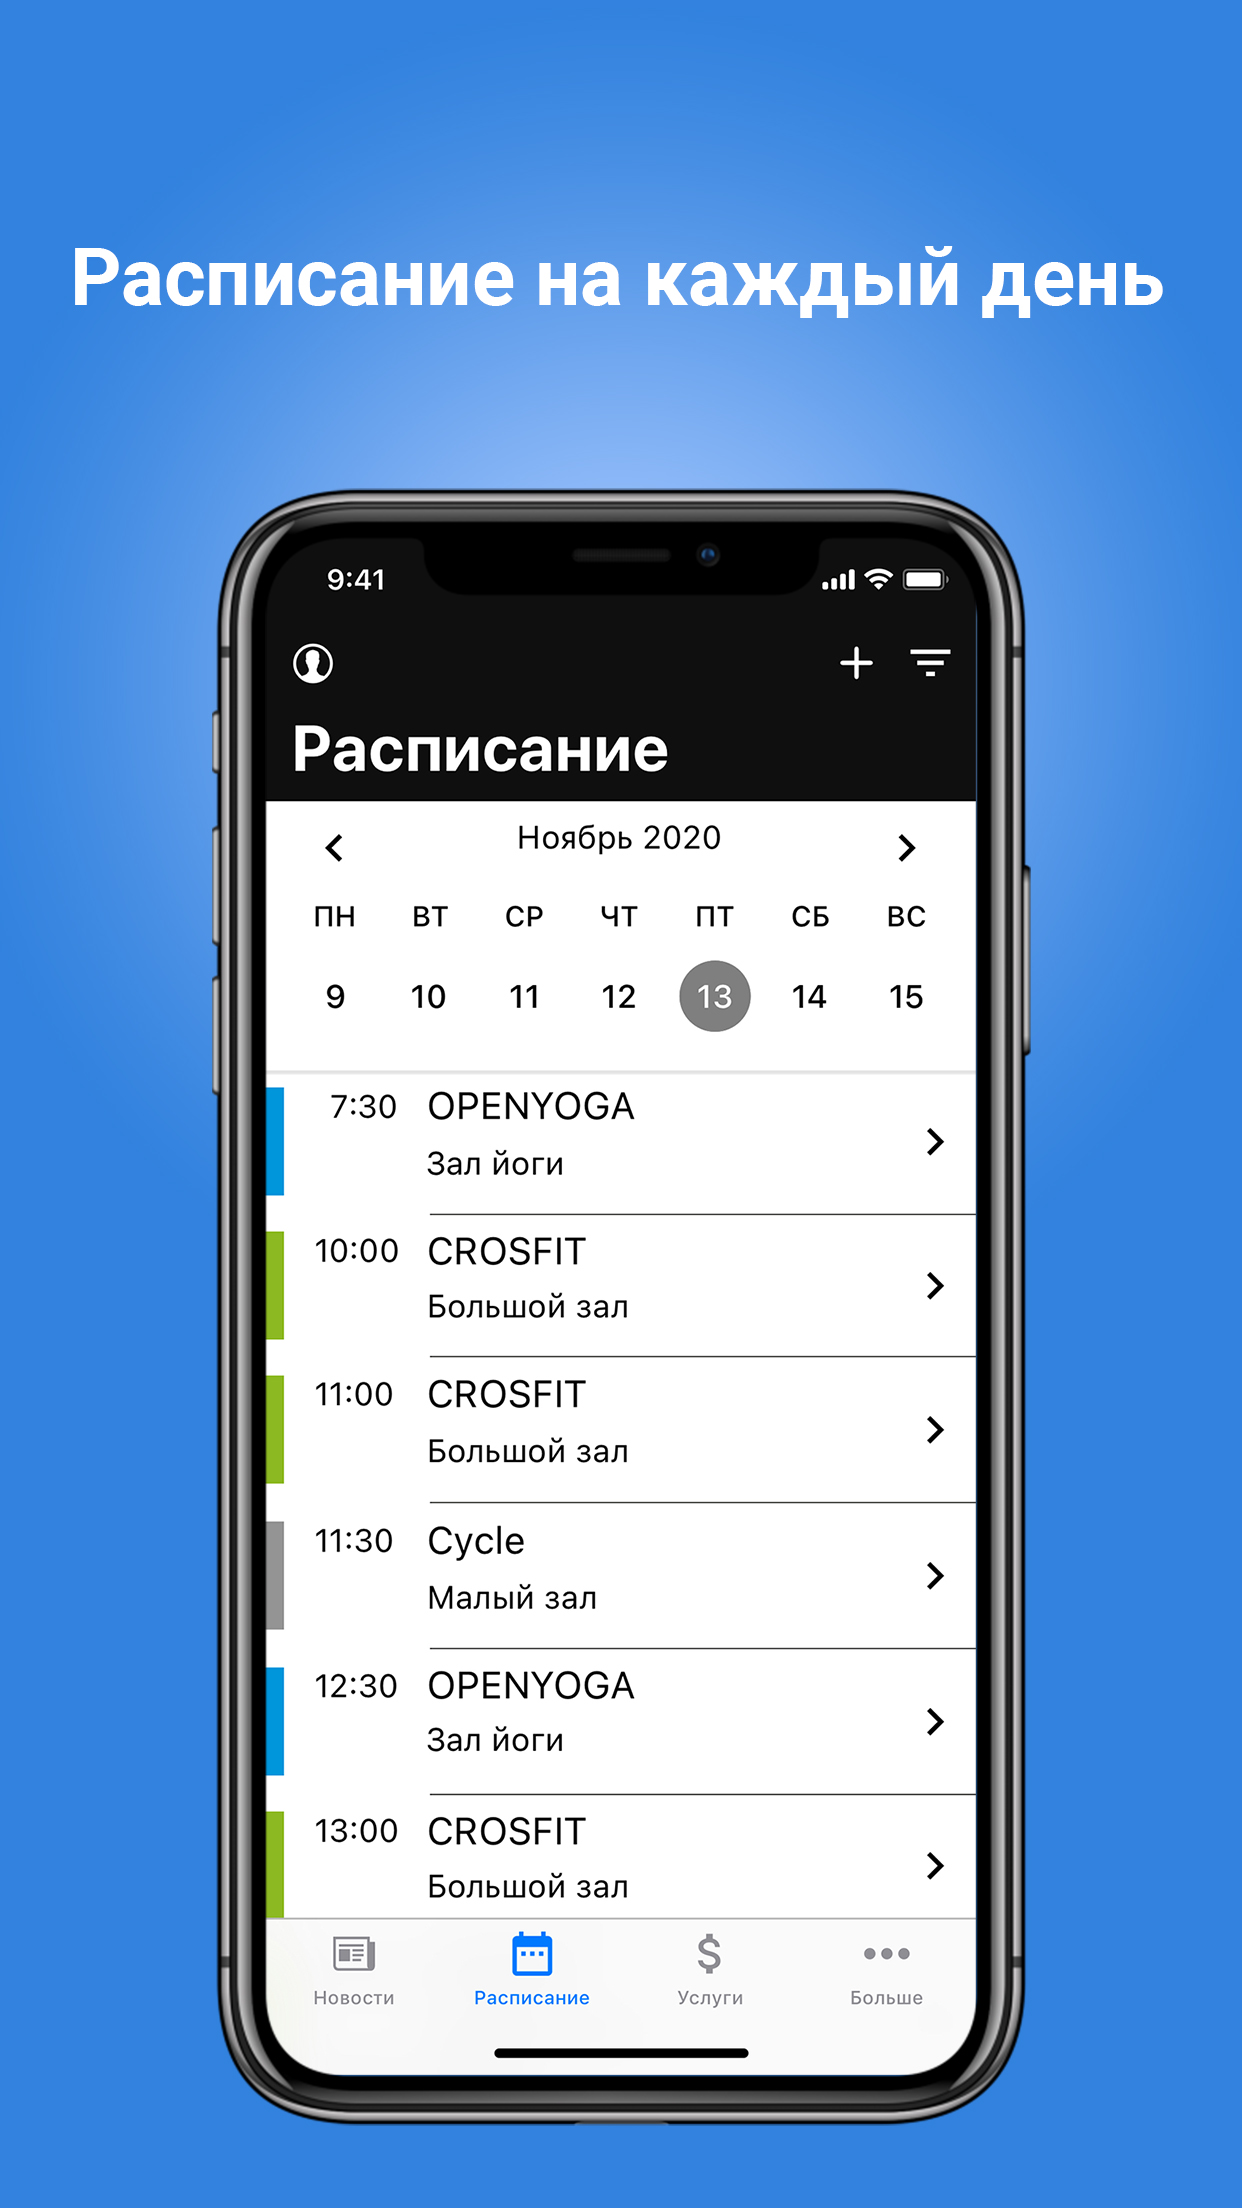 Расписание на каждый день
9:41
Расписание
Ноябрь 2020
ПН ВТ СР ЧТ ПТ СБ ВС
9 10 11 12 13 14 15
7:30 OPENYOGA
Зал йоги
10:00 CROSFIT
Большой зал
11:00 CROSFIT
Большой зал
11:30 Cycle
Малый зал
12:30 OPENYOGA
Зал йоги
13:00 CROSFIT
Большой зал
Новости Расписание Услуги Больше